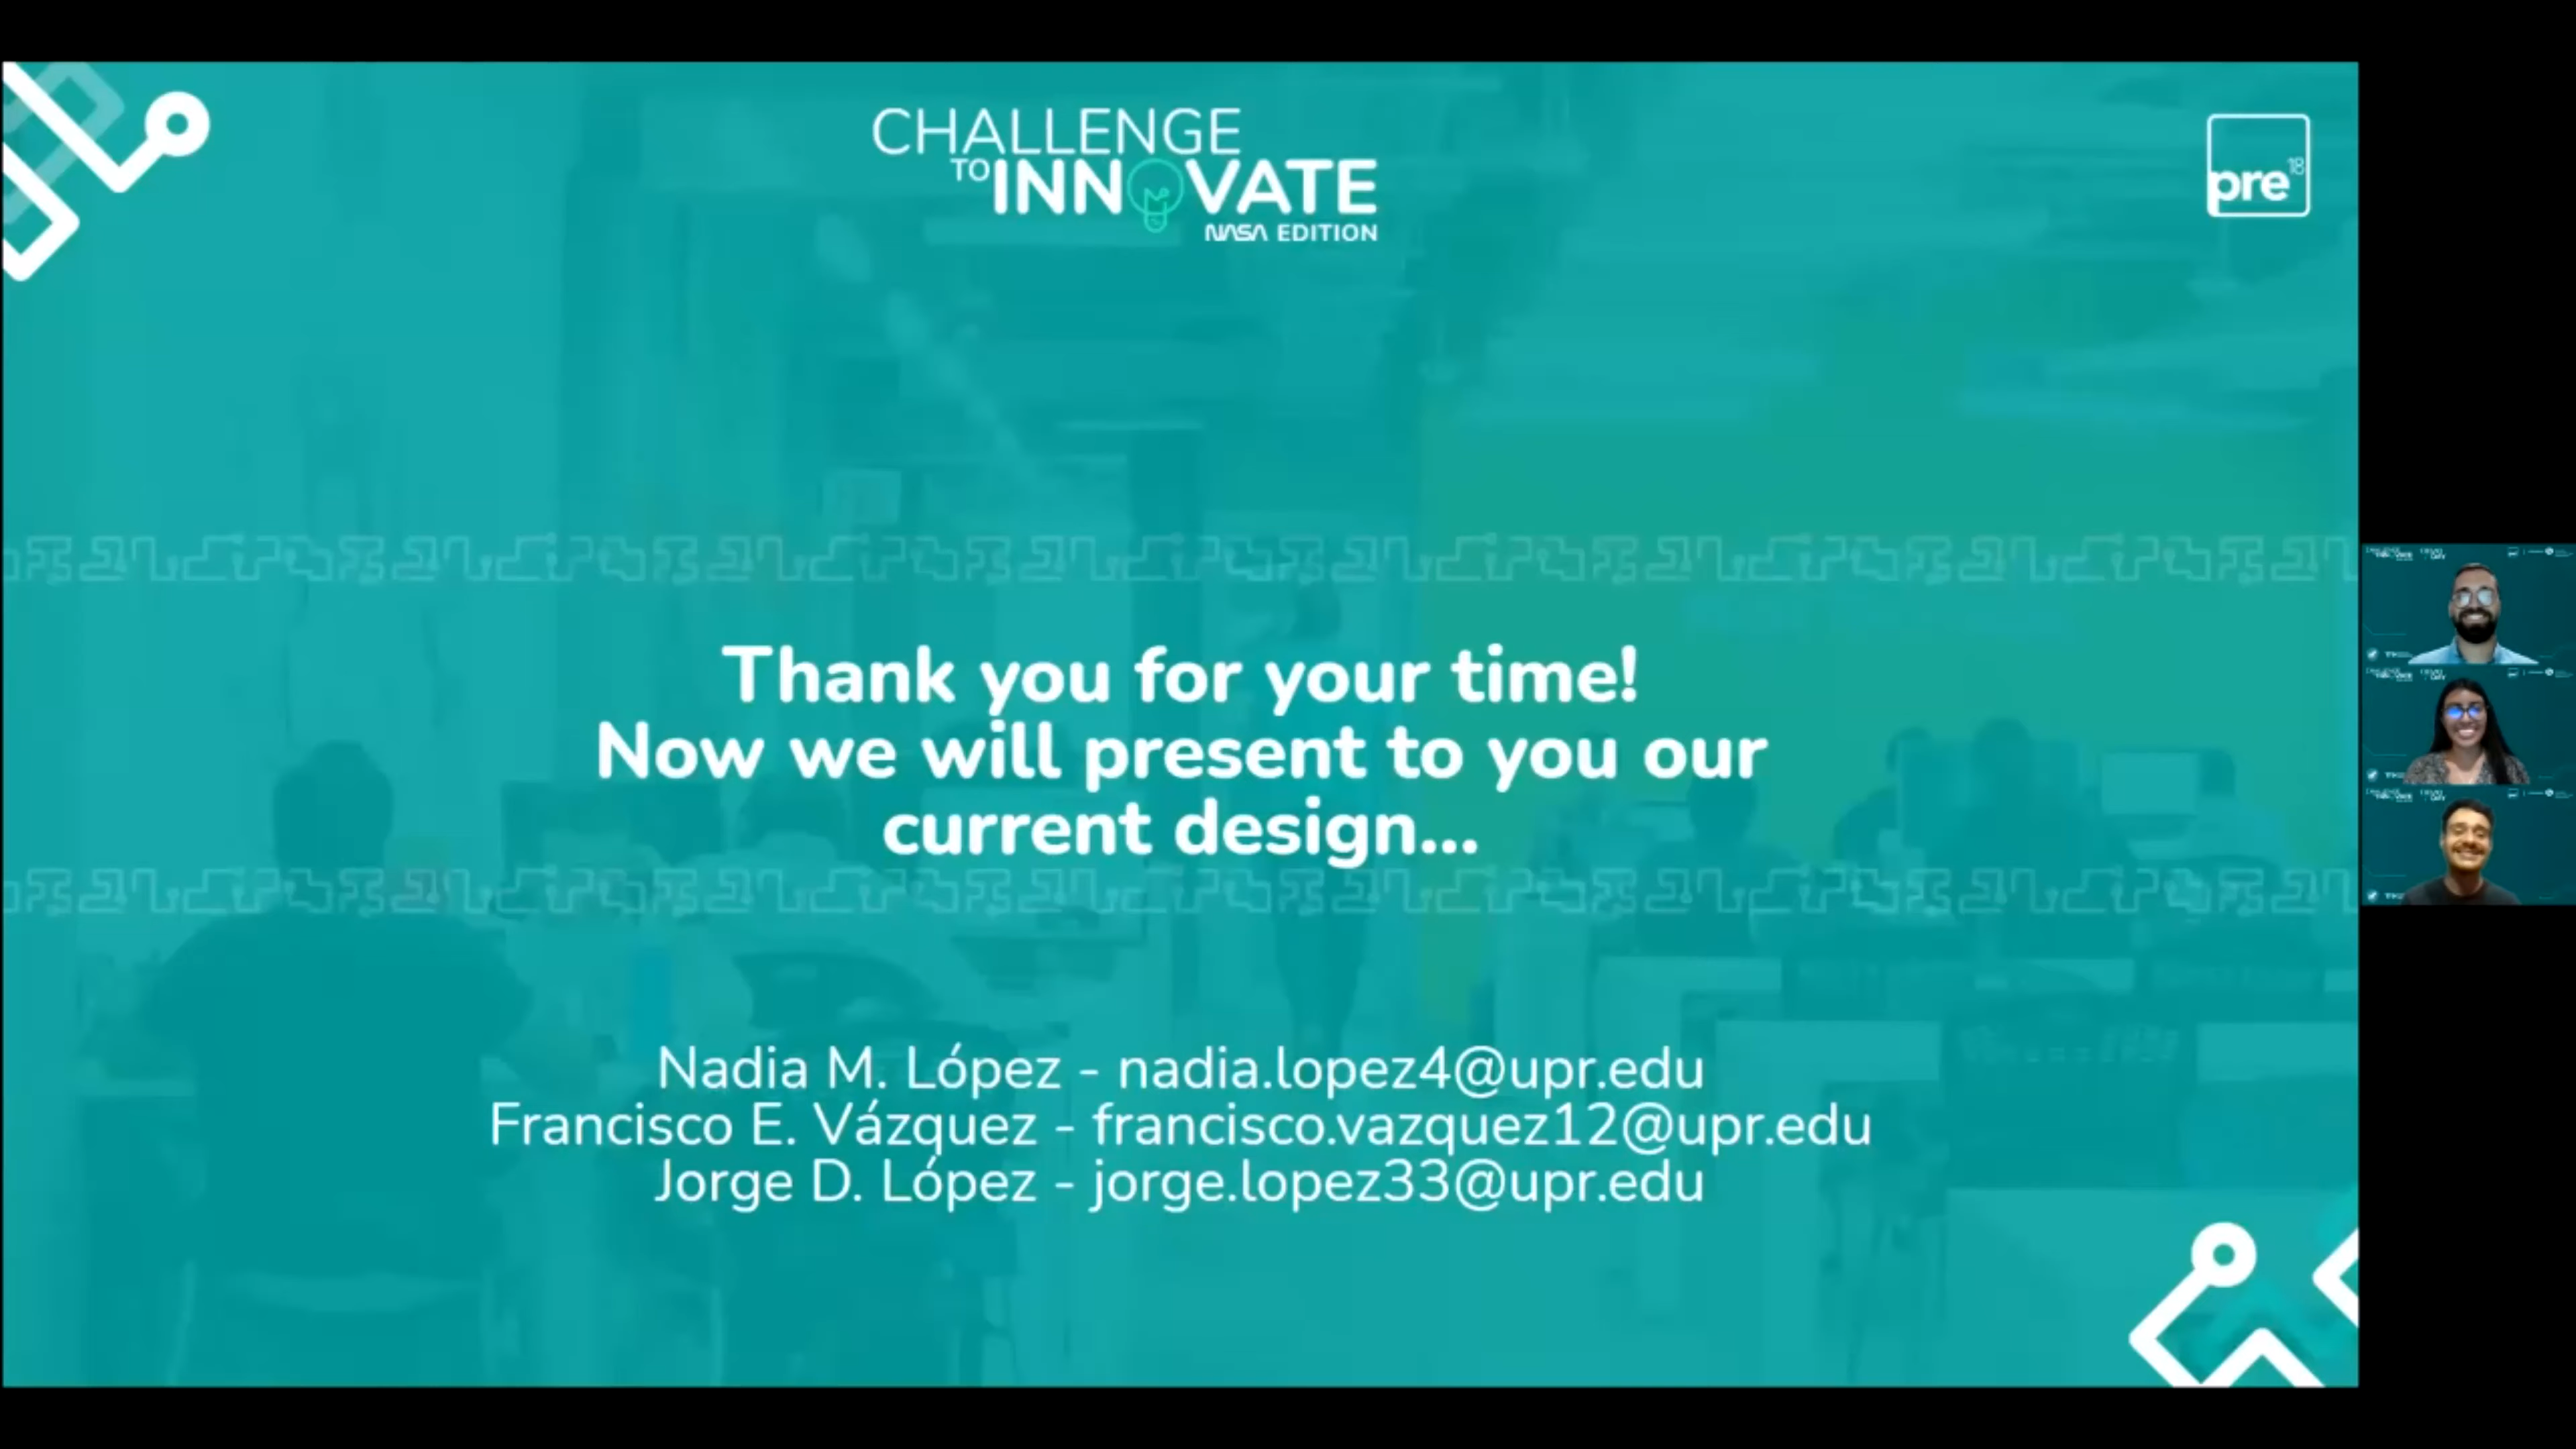 CHALLENGE
TO INNOVATE
NASA EDITION
pre18
Thank you for your time!
Now we will present to you our
current design...
Nadia M. López - nadia.lopez4@upr.edu
Francisco E. Vázquez - francisco.vazquez12@upr.edu
Jorge D. López - jorge.lopez33@upr.edu